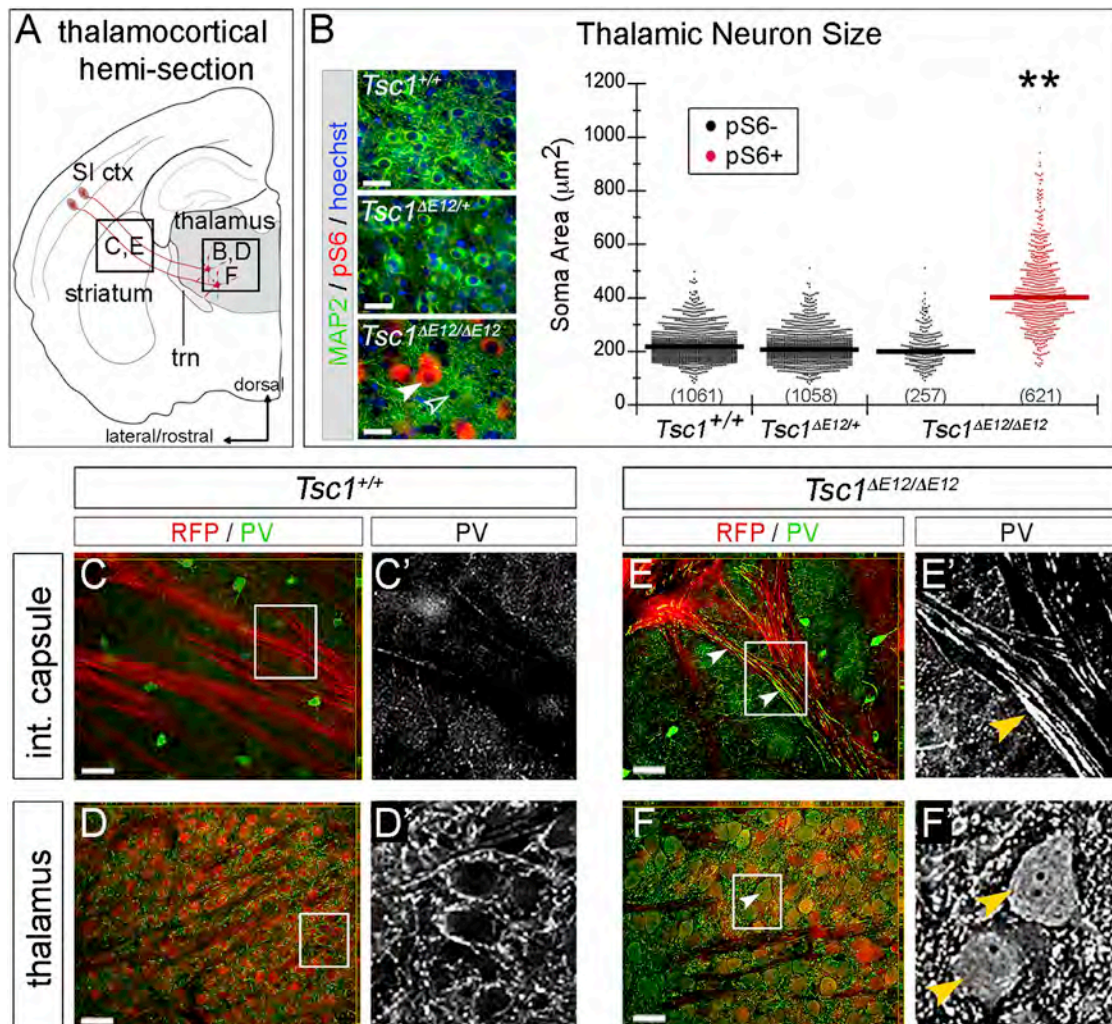 A thalamocortical
hemi-section
SI ctx
thalamus
C,E
B,D
F
striatum
trn
dorsal
lateral/rostral
B
Thalamic Neuron Size
MAP2 / pS6 / hoechst
Tsc1+/+
Tsc1ΔE12/+
Tsc1ΔE12/ΔE12
Soma Area (μm2)
1200
1000
800
600
400
200
0
pS6-
pS6+
**
(1061)
(1058)
(257)
(621)
Tsc1+/+
Tsc1ΔE12/+
Tsc1ΔE12/ΔE12
Tsc1+/+
Tsc1ΔE12/ΔE12
RFP / PV
PV
RFP / PV
PV
int. capsule
C
C'
E
E'
thalamus
D
D'
F
F'